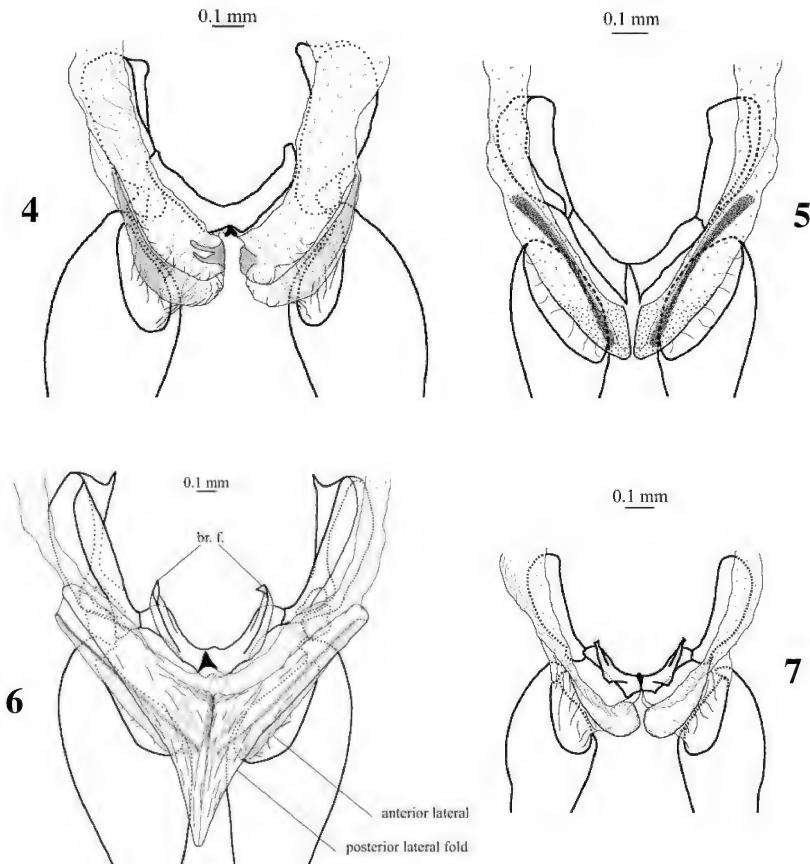 0.1 mm
0.1 mm
4
5
0.1 mm
br. f.
0.1 mm
6
7
anterior lateral
posterior lateral fold